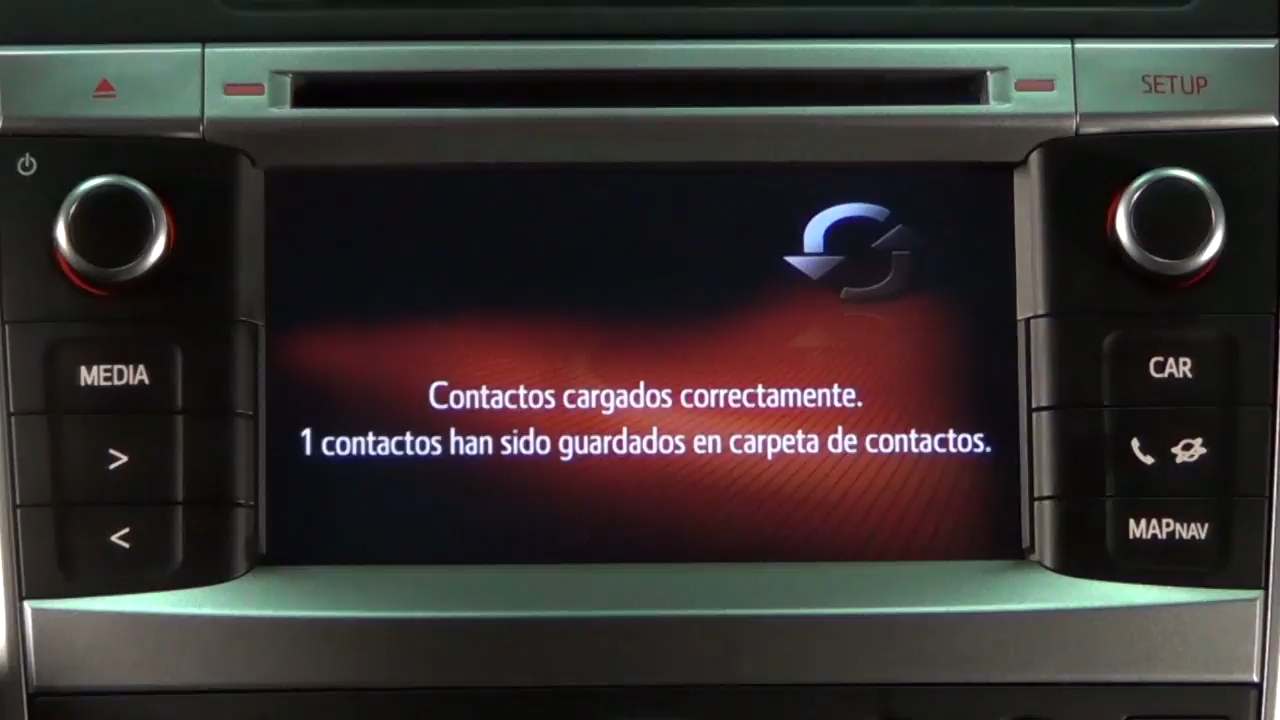 SETUP
MEDIA
CAR
Contactos cargados correctamente.
1 contactos han sido guardados en carpeta de contactos.
>
<
MAPNAV